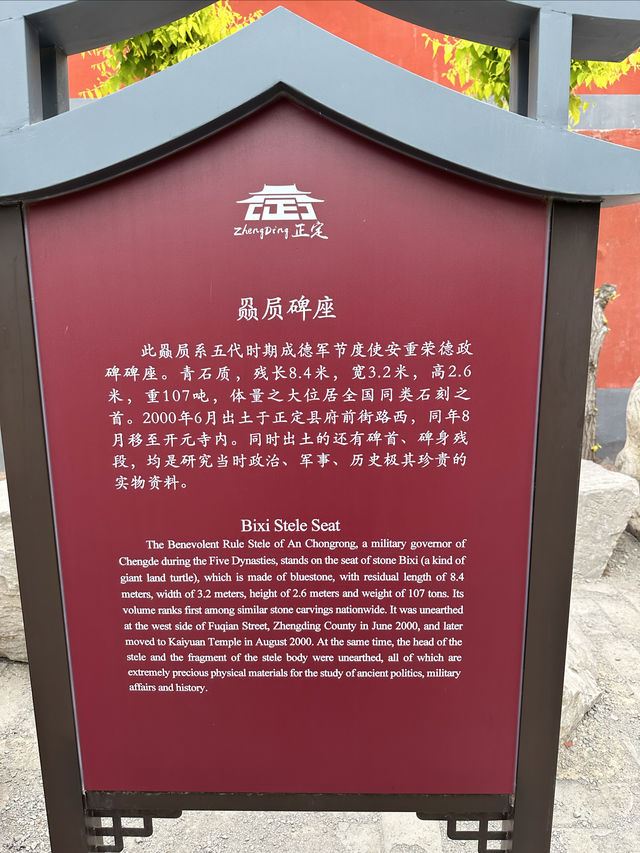 ZhengDing 正定
赑屃碑座
此赑屃系五代时期成德军节度使安重荣德政
碑碑座。青石质，残长8.4米，宽3.2米，高2.6
米，重107吨，体量之大位居全国同类石刻之
首。2000年6月出土于正定县府前街路西，同年8
月移至开元寺内。同时出土的还有碑首、碑身残
段，均是研究当时政治、军事、历史极其珍贵的
实物资料。
Bixi Stele Seat
The Benevolent Rule Stele of An Chongrong, a military governor of
Chengde during the Five Dynasties, stands on the seat of stone Bixi (a kind of
giant land turtle), which is made of bluestone, with residual length of 8.4
meters, width of 3.2 meters, height of 2.6 meters and weight of 107 tons. Its
volume ranks first among similar stone carvings nationwide. It was unearthed
at the west side of Fuqian Street, Zhengding County in June 2000, and later
moved to Kaiyuan Temple in August 2000. At the same time, the head of the
stele and the fragment of the stele body were unearthed, all of which are
extremely precious physical materials for the study of ancient politics, military
affairs and history.